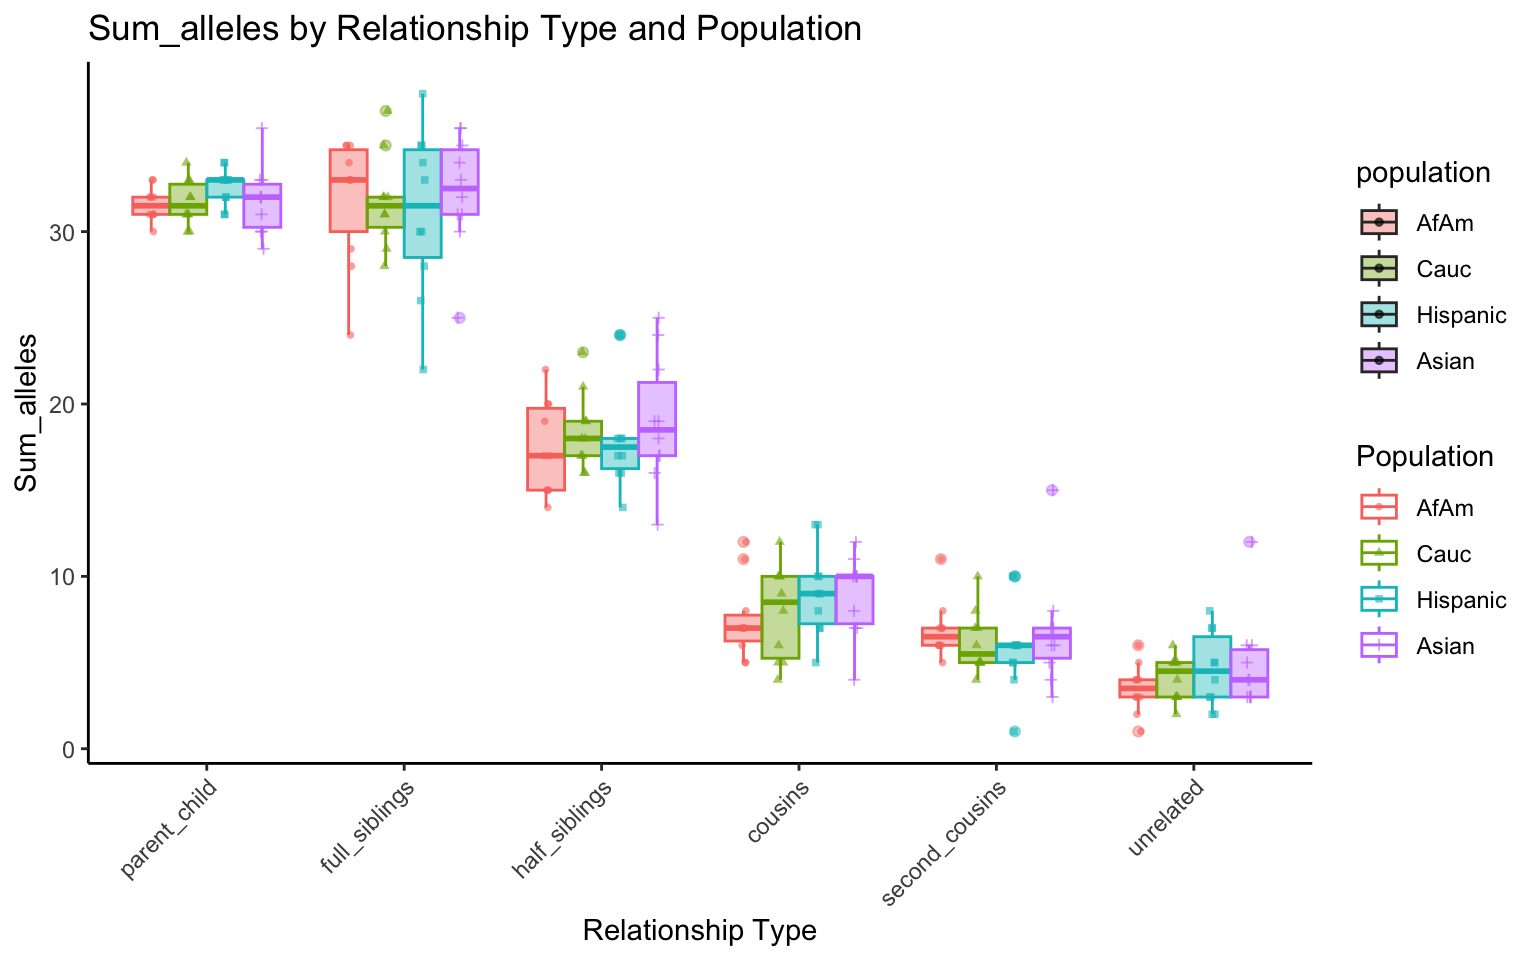 Sum_alleles by Relationship Type and Population
Sum_alleles
30
20
10
0
parent_child
full_siblings
half_siblings
cousins
second_cousins
unrelated
Relationship Type
population
AfAm
Cauc
Hispanic
Asian
Population
AfAm
Cauc
Hispanic
Asian